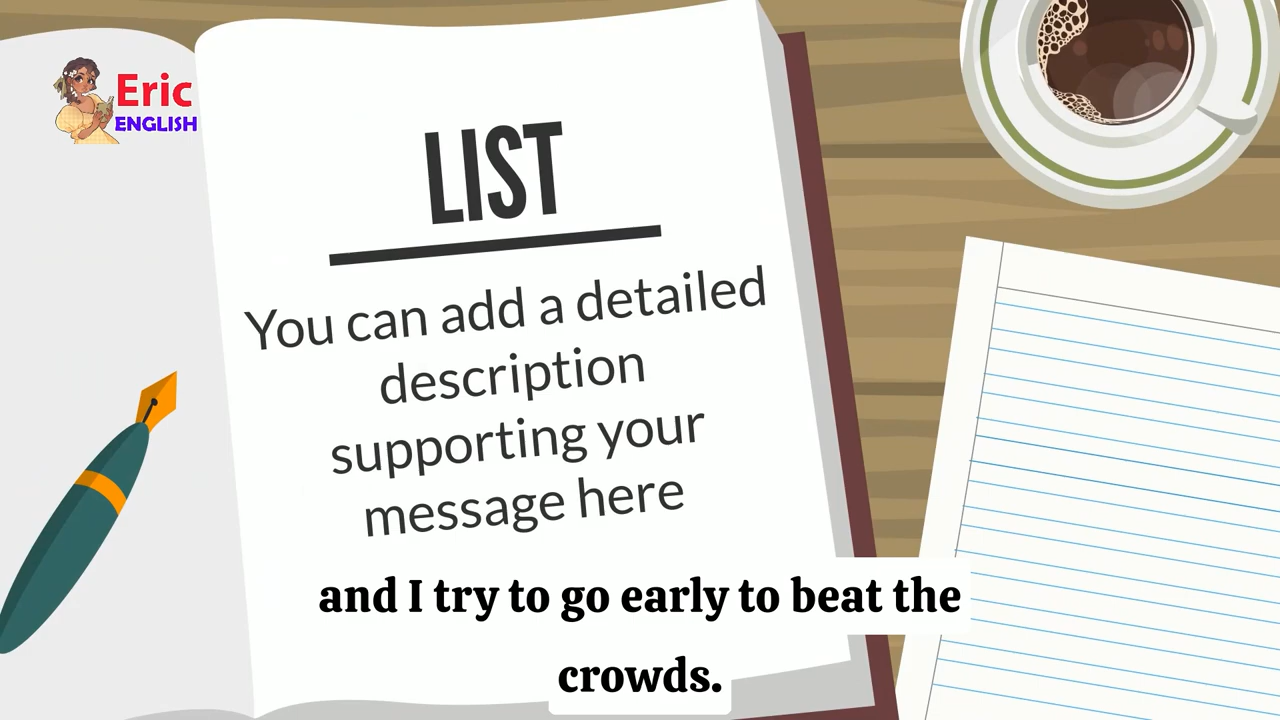 Eric
ENGLISH
LIST
You can add a detailed
description
supporting your
message here
and I try to go early to beat the
crowds.